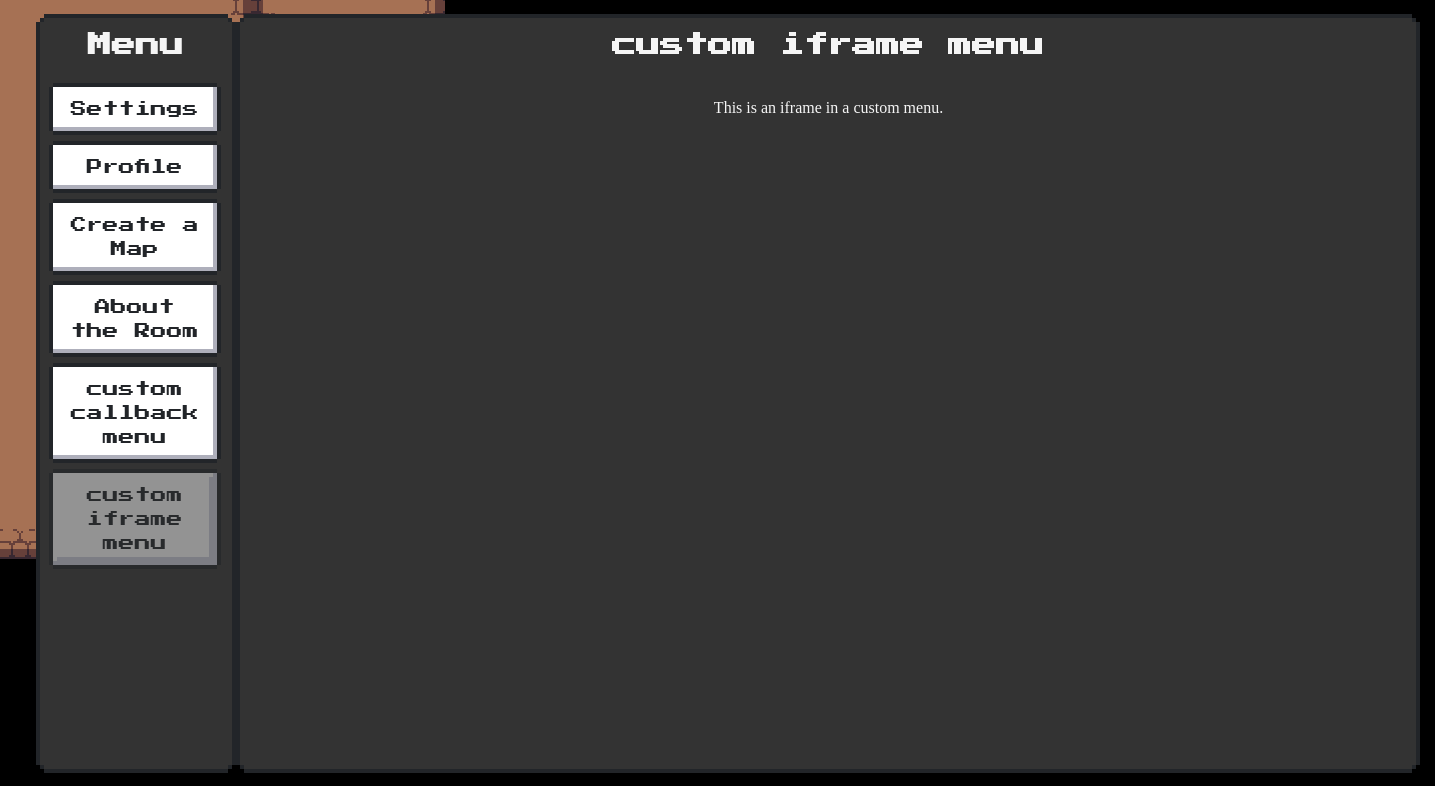 Menu
Settings
Profile
Create a
Map
About
the Room
custom
callback
menu
custom
iframe
menu
custom iframe menu
This is an iframe in a custom menu.